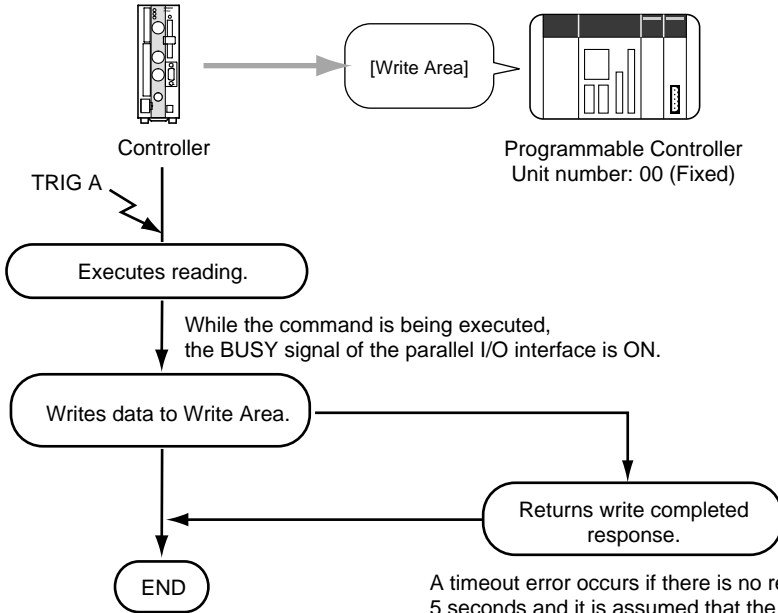 [Write Area]
Controller
Programmable Controller
Unit number: 00 (Fixed)
TRIG A
Executes reading.
While the command is being executed,
the BUSY signal of the parallel I/O interface is ON.
Writes data to Write Area.
Returns write completed
response.
END
A timeout error occurs if there is no
5 seconds and it is assumed that the